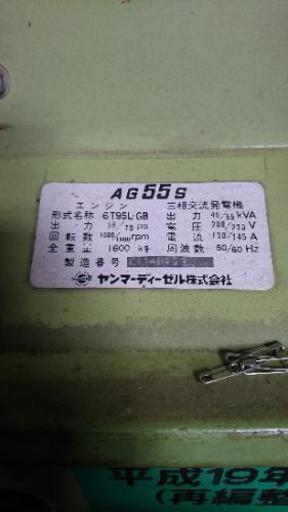 AG55S
エンジン 三相交流発電機
形式名称 6T95L-GB 出力 45/55 kVA
出力 58/70 PS 電圧 200/220 V
回転数 1500/1800 rpm 電流 130/145 A
全重量 1600 kg 周波数 50/60 Hz
製造番号
ヤンマーディーゼル株式会社
平成19年
(再編整